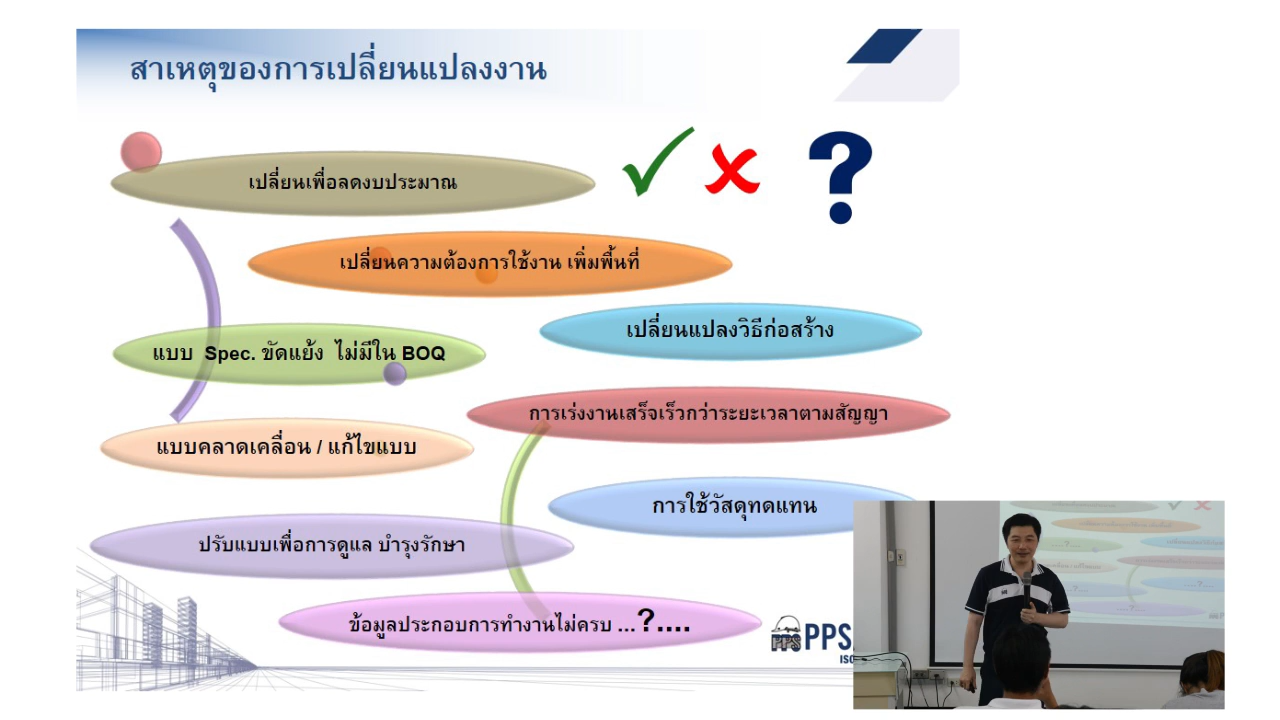 สาเหตุของการเปลี่ยนแปลงงาน
เปลี่ยนเพื่อลดงบประมาณ
?
เปลี่ยนความต้องการใช้งาน เพิ่มพื้นที่
เปลี่ยนแปลงวิธีก่อสร้าง
แบบ Spec. ขัดแย้ง ไม่มีใน BOQ
การเร่งงานเสร็จเร็วกว่าระยะเวลาตามสัญญา
แบบคลาดเคลื่อน / แก้ไขแบบ
การใช้วัสดุทดแทน
ปรับแบบเพื่อการดูแล บำรุงรักษา
ข้อมูลประกอบการทำงานไม่ครบ ...?....
PPS PPS
ISO